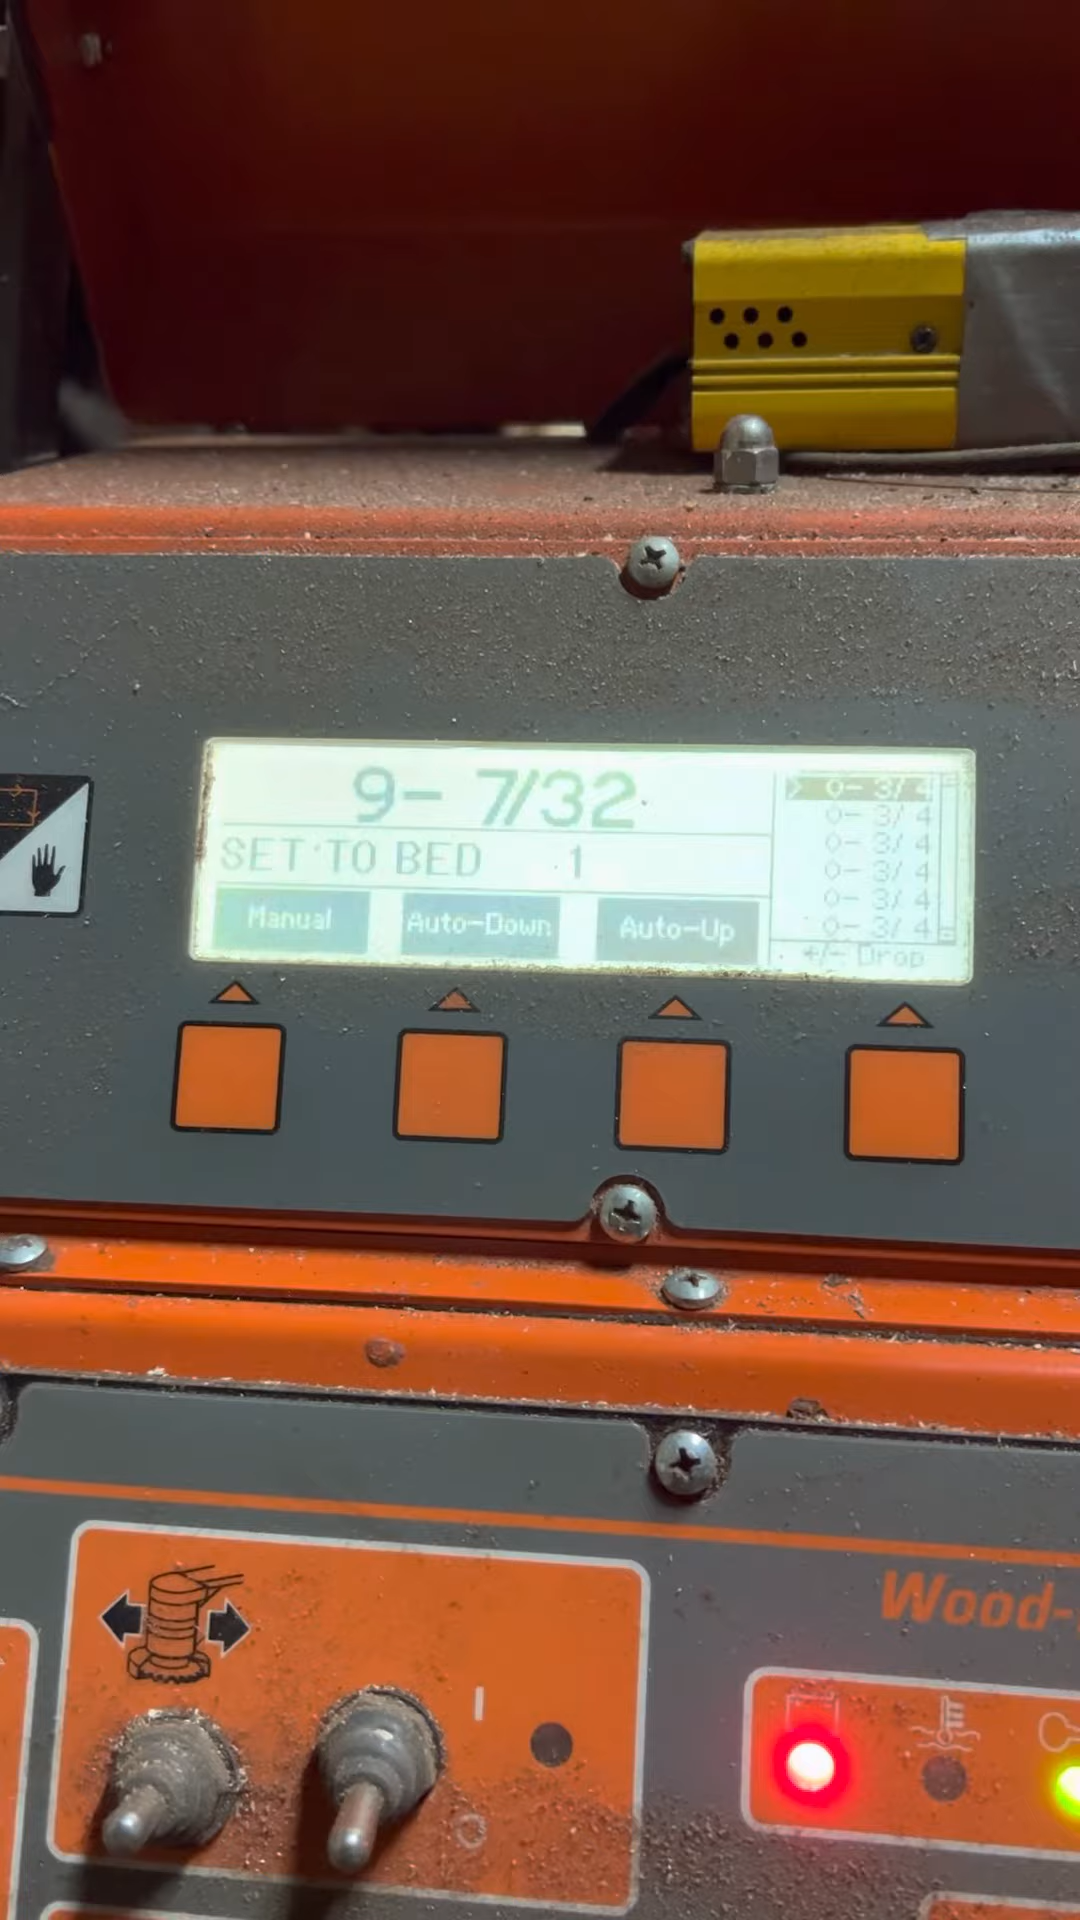 9- 7/32
SET TO BED 1
Manual Auto-Down Auto-Up
> 0- 3/ 4
0- 3/ 4
0- 3/ 4
0- 3/ 4
0- 3/ 4
0- 3/ 4
+/- Drop
Wood-
I
O